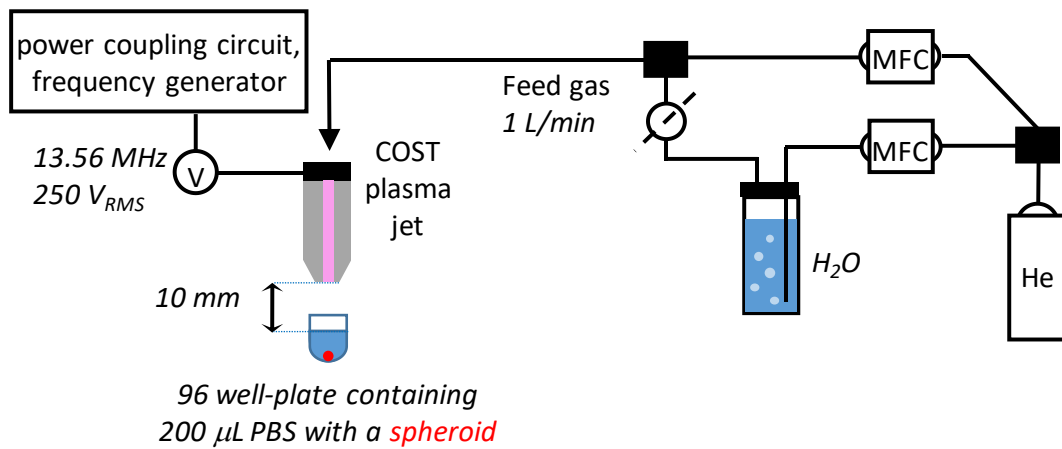 power coupling circuit,
frequency generator
13.56 MHz
250 V_RMS
V
COST
plasma
jet
Feed gas
1 L/min
MFC
MFC
H₂O
He
10 mm
96 well-plate containing
200 μL PBS with a spheroid